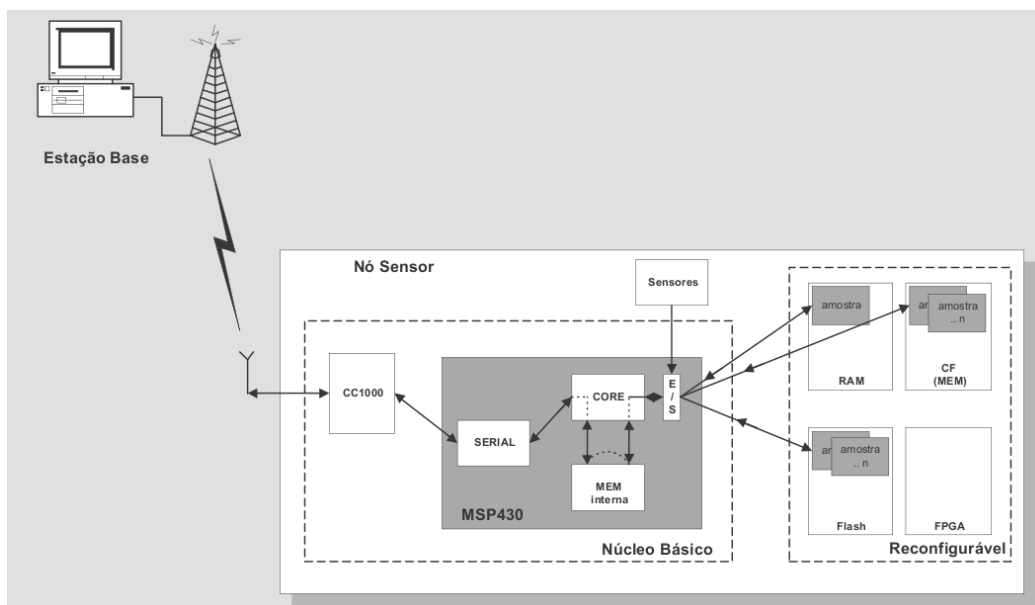 Estação Base
Nó Sensor
Sensores
amostra
RAM
amostra
.. n
CF
(MEM)
CC1000
CORE
E
/
S
SERIAL
MEM
interna
MSP430
Núcleo Básico
amostra
.. n
Flash
FPGA
Reconfigurável